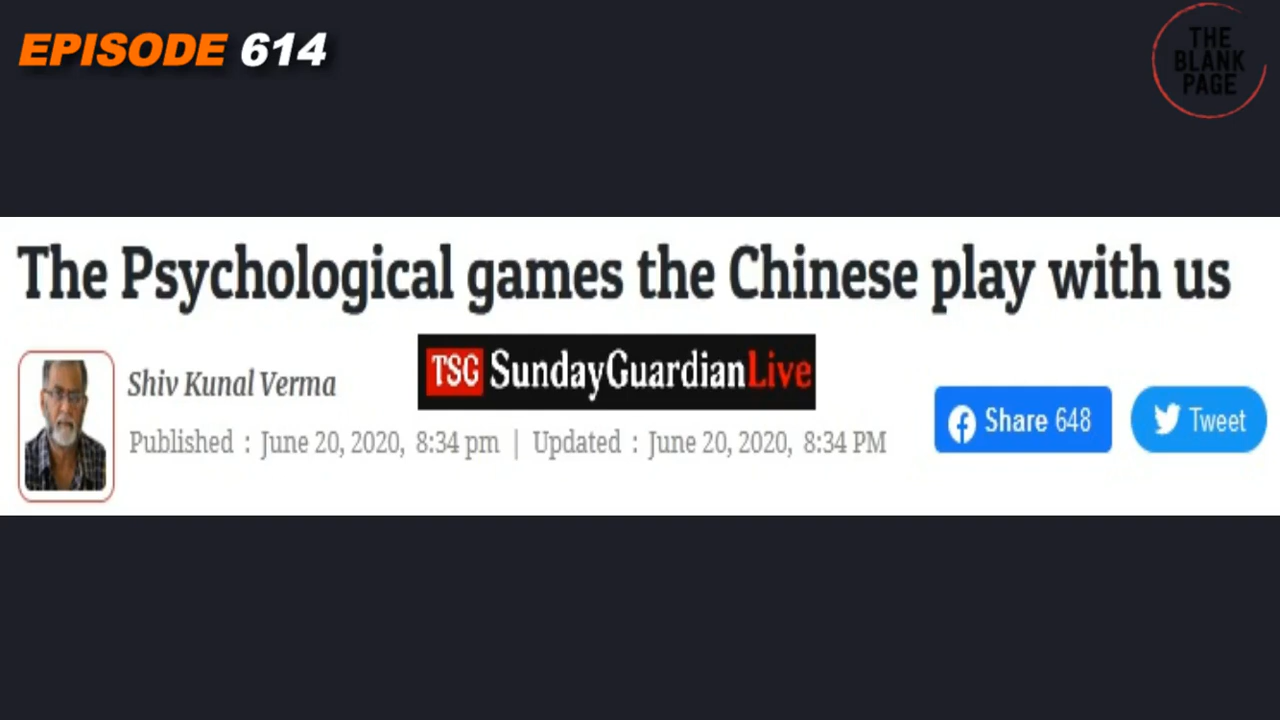 EPISODE 614
THE
BLANK
PAGE
The Psychological games the Chinese play with us
TSG SundayGuardianLive
Shiv Kunal Verma
Share 648
Tweet
Published : June 20, 2020, 8:34 pm | Updated : June 20, 2020, 8:34 PM